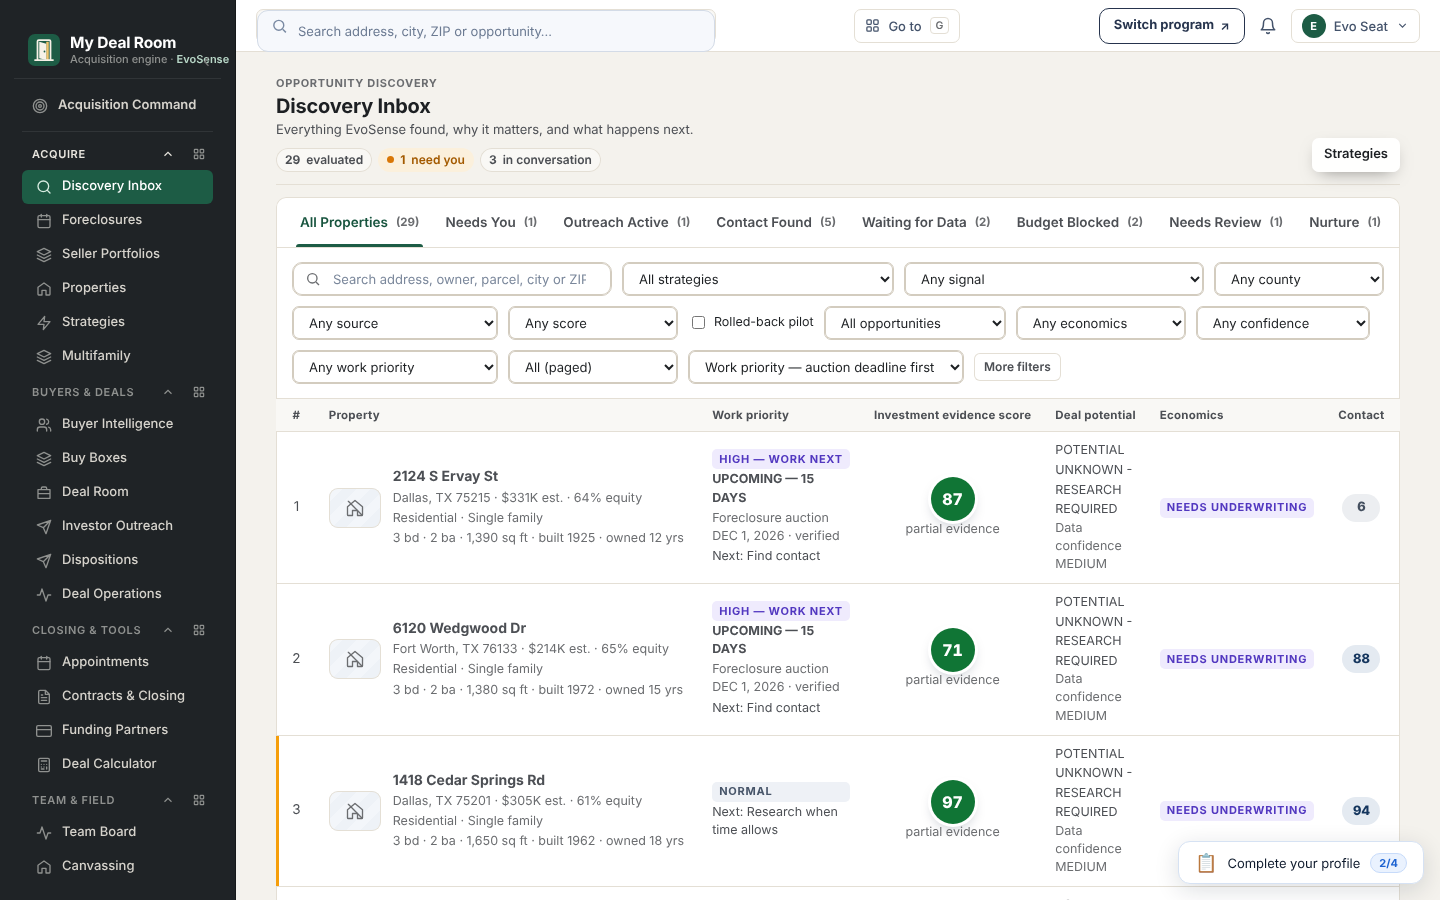 My Deal Room
Acquisition engine · EvoSense
Acquisition Command
ACQUIRE
Discovery Inbox
Foreclosures
Seller Portfolios
Properties
Strategies
Multifamily
BUYERS & DEALS
Buyer Intelligence
Buy Boxes
Deal Room
Investor Outreach
Dispositions
Deal Operations
CLOSING & TOOLS
Appointments
Contracts & Closing
Funding Partners
Deal Calculator
TEAM & FIELD
Team Board
Canvassing
Search address, city, ZIP or opportunity...
Go to G
Switch program ↗
E Evo Seat
OPPORTUNITY DISCOVERY
Discovery Inbox
Everything EvoSense found, why it matters, and what happens next.
29 evaluated
1 need you
3 in conversation
Strategies
All Properties (29)
Needs You (1)
Outreach Active (1)
Contact Found (5)
Waiting for Data (2)
Budget Blocked (2)
Needs Review (1)
Nurture (1)
Search address, owner, parcel, city or ZIP
All strategies
Any signal
Any county
Any source
Any score
Rolled-back pilot
All opportunities
Any economics
Any confidence
Any work priority
All (paged)
Work priority — auction deadline first
More filters
# Property Work priority Investment evidence score Deal potential Economics Contact
1
2124 S Ervay St
Dallas, TX 75215 · $331K est. · 64% equity
Residential · Single family
3 bd · 2 ba · 1,390 sq ft · built 1925 · owned 12 yrs
HIGH — WORK NEXT
UPCOMING — 15
DAYS
Foreclosure auction
DEC 1, 2026 · verified
Next: Find contact
87
partial evidence
POTENTIAL
UNKNOWN -
RESEARCH
REQUIRED
Data
confidence
MEDIUM
NEEDS UNDERWRITING
6
2
6120 Wedgwood Dr
Fort Worth, TX 76133 · $214K est. · 65% equity
Residential · Single family
3 bd · 2 ba · 1,380 sq ft · built 1972 · owned 15 yrs
HIGH — WORK NEXT
UPCOMING — 15
DAYS
Foreclosure auction
DEC 1, 2026 · verified
Next: Find contact
71
partial evidence
POTENTIAL
UNKNOWN -
RESEARCH
REQUIRED
Data
confidence
MEDIUM
NEEDS UNDERWRITING
88
3
1418 Cedar Springs Rd
Dallas, TX 75201 · $305K est. · 61% equity
Residential · Single family
3 bd · 2 ba · 1,650 sq ft · built 1962 · owned 18 yrs
NORMAL
Next: Research when
time allows
97
partial evidence
POTENTIAL
UNKNOWN -
RESEARCH
REQUIRED
Data
confidence
MEDIUM
NEEDS UNDERWRITING
94
Complete your profile 2/4